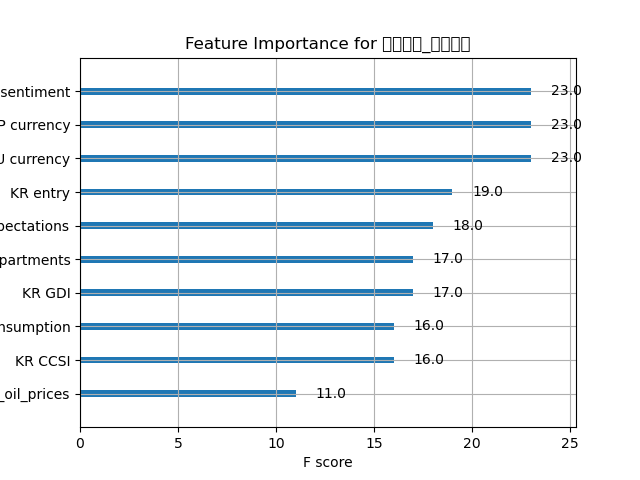 Feature Importance for _
sentiment 23.0
P currency 23.0
U currency 23.0
KR entry 19.0
pectations 18.0
partments 17.0
KR GDI 17.0
nsumption 16.0
KR CCSI 16.0
_oil_prices 11.0
0 5 10 15 20 25
F score